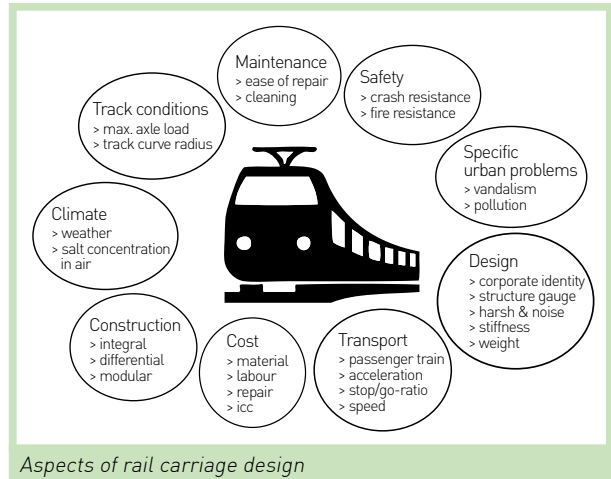 Maintenance
> ease of repair
> cleaning
Safety
> crash resistance
> fire resistance
Track conditions
> max. axle load
> track curve radius
Specific
urban problems
> vandalism
> pollution
Climate
> weather
> salt concentration
in air
Design
> corporate identity
> structure gauge
> harsh & noise
> stiffness
> weight
Construction
> integral
> differential
> modular
Cost
> material
> labour
> repair
> icc
Transport
> passenger train
> acceleration
> stop/go-ratio
> speed
Aspects of rail carriage design